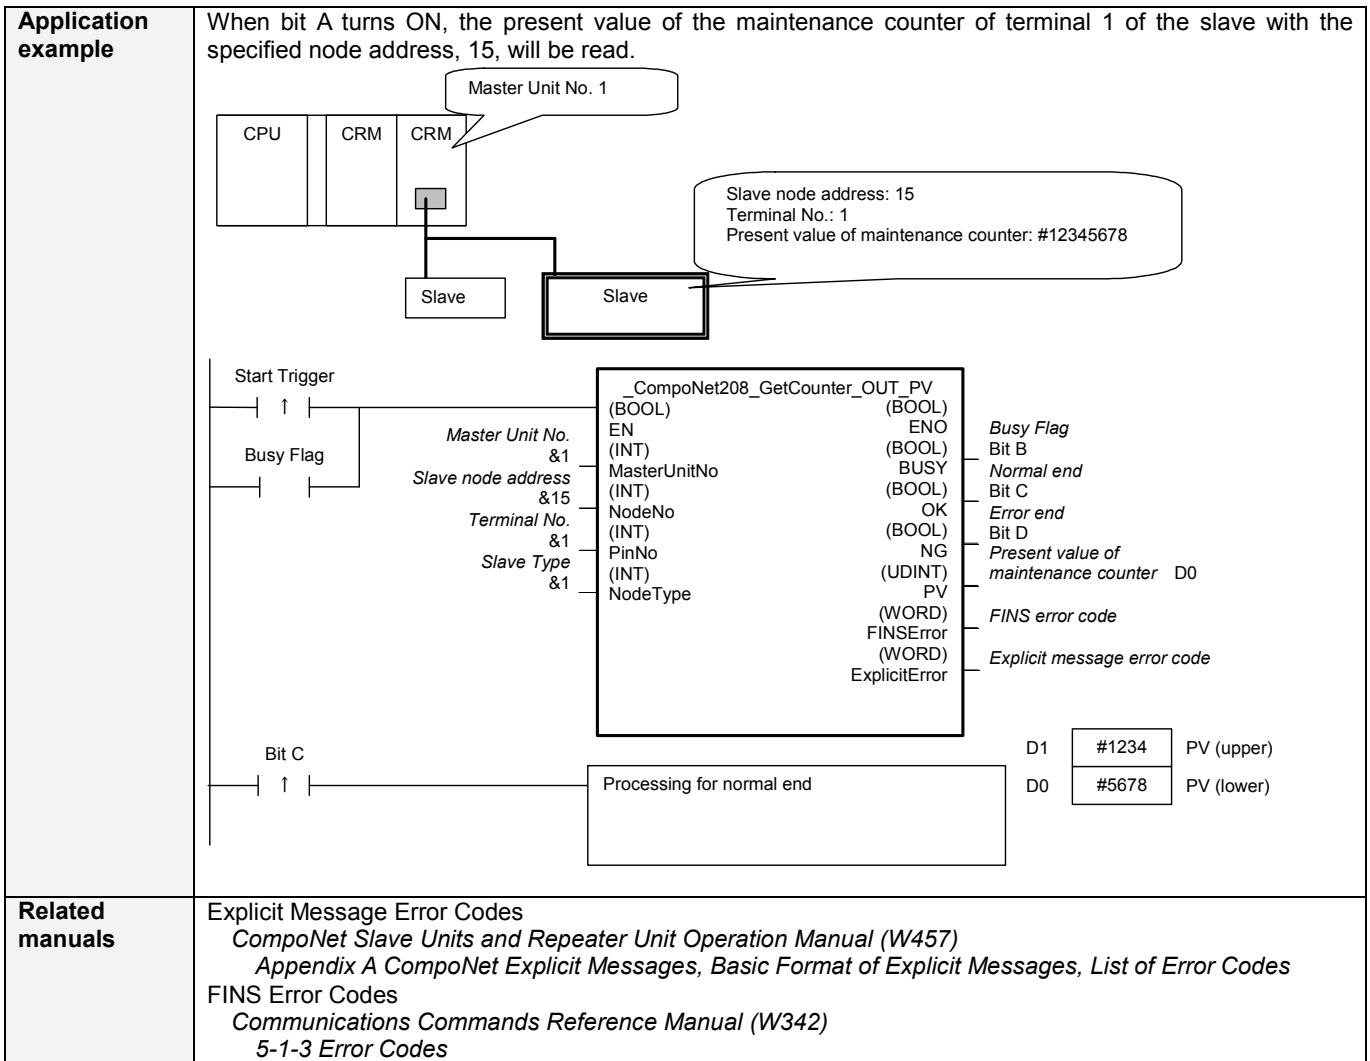 Application
example
When bit A turns ON, the present value of the maintenance counter of terminal 1 of the slave with the
specified node address, 15, will be read.
Master Unit No. 1
CPU
CRM
CRM
Slave node address: 15
Terminal No.: 1
Present value of maintenance counter: #12345678
Slave
Slave
Start Trigger
↑
Busy Flag
Master Unit No.
&1
Slave node address
&15
Terminal No.
&1
Slave Type
&1
_CompoNet208_GetCounter_OUT_PV
(BOOL)
EN
(INT)
MasterUnitNo
(INT)
NodeNo
(INT)
PinNo
(INT)
NodeType
(BOOL)
ENO
(BOOL)
BUSY
(BOOL)
OK
(BOOL)
NG
(UDINT)
PV
(WORD)
FINSError
(WORD)
ExplicitError
Busy Flag
Bit B
Normal end
Bit C
Error end
Bit D
Present value of
maintenance counter D0
FINS error code
Explicit message error code
Bit C
↑
Processing for normal end
D1 #1234 PV (upper)
D0 #5678 PV (lower)
Related
manuals
Explicit Message Error Codes
CompoNet Slave Units and Repeater Unit Operation Manual (W457)
Appendix A CompoNet Explicit Messages, Basic Format of Explicit Messages, List of Error Codes
FINS Error Codes
Communications Commands Reference Manual (W342)
5-1-3 Error Codes